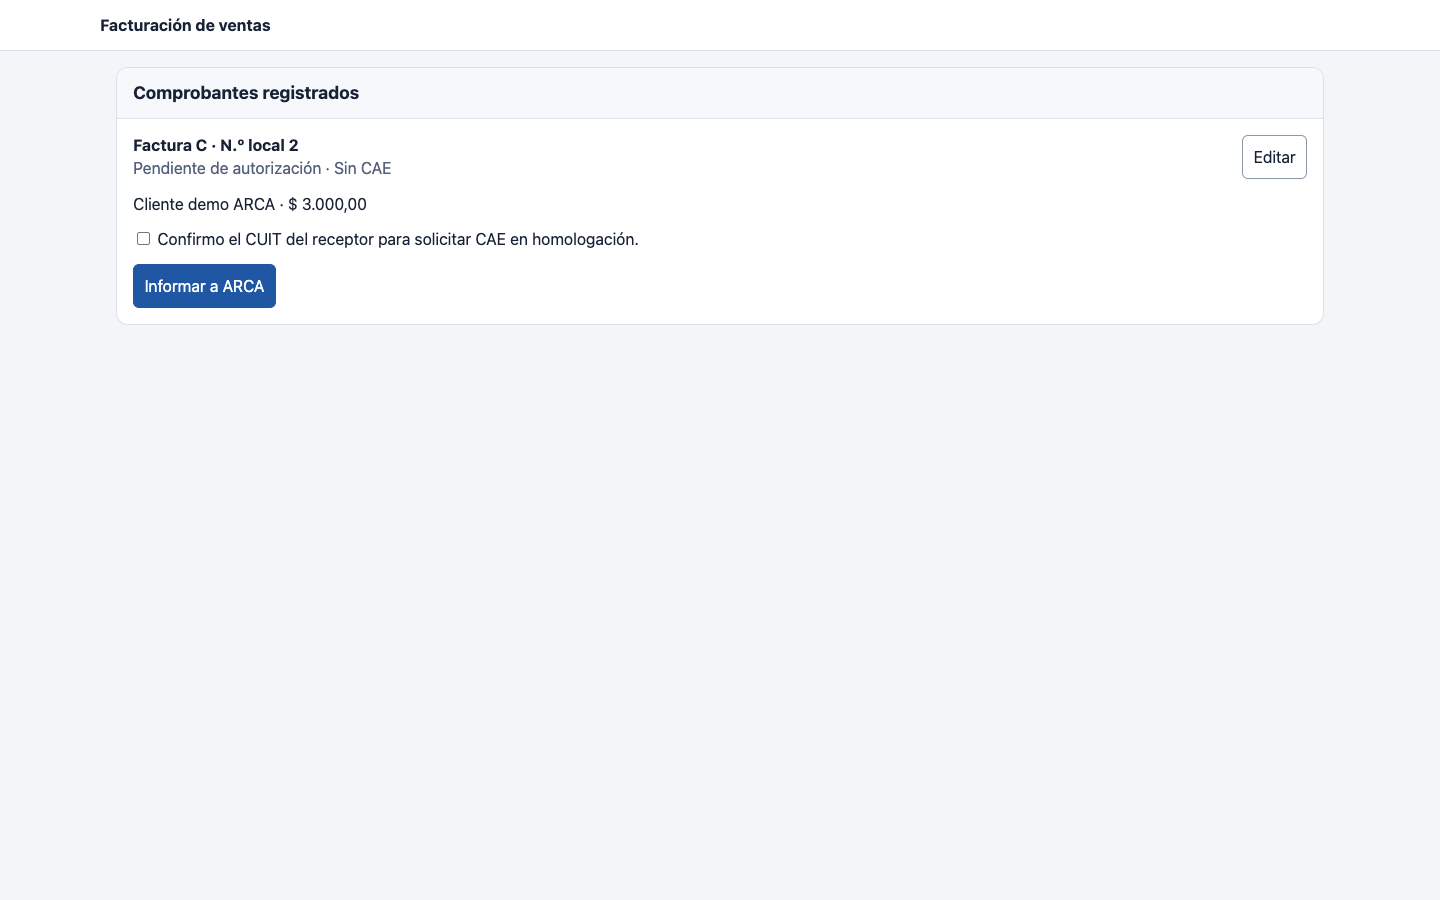 Facturación de ventas
Comprobantes registrados
Factura C · N.º local 2
Pendiente de autorización · Sin CAE
Editar
Cliente demo ARCA · $ 3.000,00
Confirmo el CUIT del receptor para solicitar CAE en homologación.
Informar a ARCA